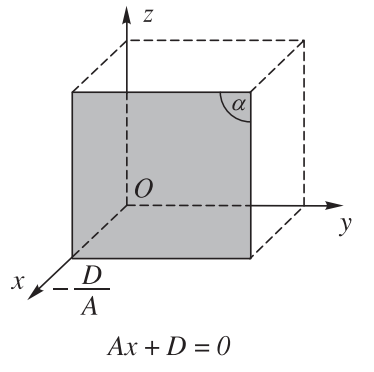 z
α
O
y
x
−D/A
Ax + D = 0